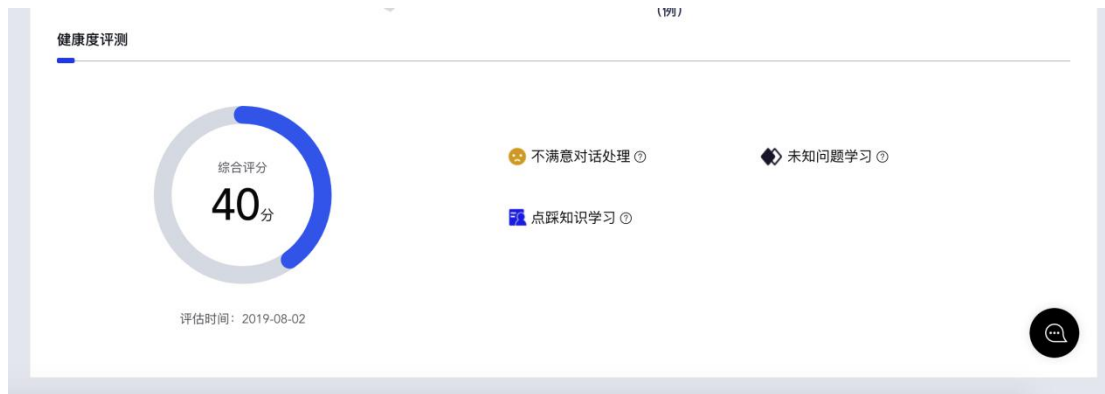 (例)
健康度评测
综合评分
40分
不满意对话处理
未知问题学习
点踩知识学习
评估时间：2019-08-02